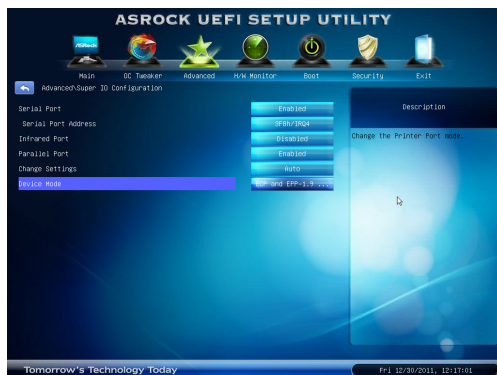 ASROCK UEFI SETUP UTILITY
ASRock
Main OC Tweaker Advanced H/W Monitor Boot Security Exit
Advanced\Super IO Configuration
Description
Serial Port Enabled
Serial Port Address 3F8h/IRQ4
Infrared Port Disabled
Change the Printer Port mode.
Parallel Port Enabled
Change Settings Auto
Device Mode ECP and EPP-1.9 ...
Tomorrow's Technology Today
Fri 12/30/2011, 12:17:01